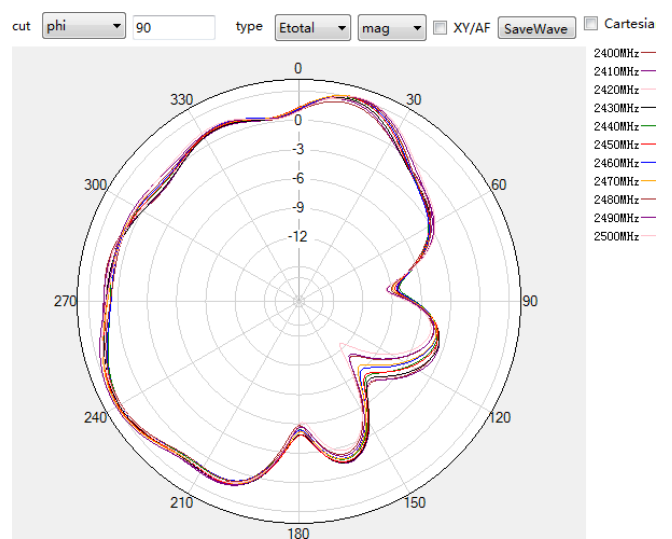 cut phi 90 type Etotal mag XY/AF SaveWave Cartesia
2400MHz
2410MHz
2420MHz
2430MHz
2440MHz
2450MHz
2460MHz
2470MHz
2480MHz
2490MHz
2500MHz
0
330 30
0
-3
300 -6 60
-9
-12
270 90
240 120
210 150
180